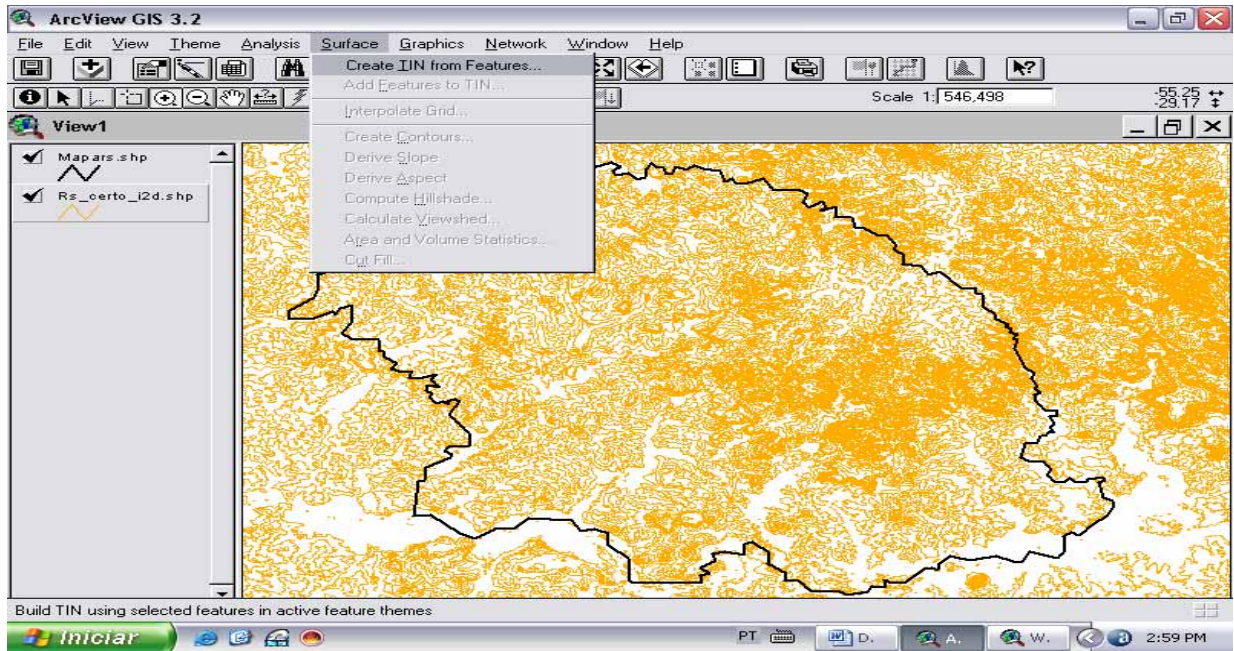 ArcView GIS 3.2
File Edit View Theme Analysis Surface Graphics Network Window Help
Create TIN from Features...
Add Features to TIN...
Interpolate Grid...
Create Contours...
Derive Slope
Derive Aspect
Compute Hillshade...
Calculate Viewshed...
Area and Volume Statistics...
Cut Fill...
Scale 1: 546,498
-55.25
-29.17
View1
Mapars.shp
Rs_certo_i2d.shp
Build TIN using selected features in active feature themes
Iniciar
PT
D.
A.
W.
2:59 PM